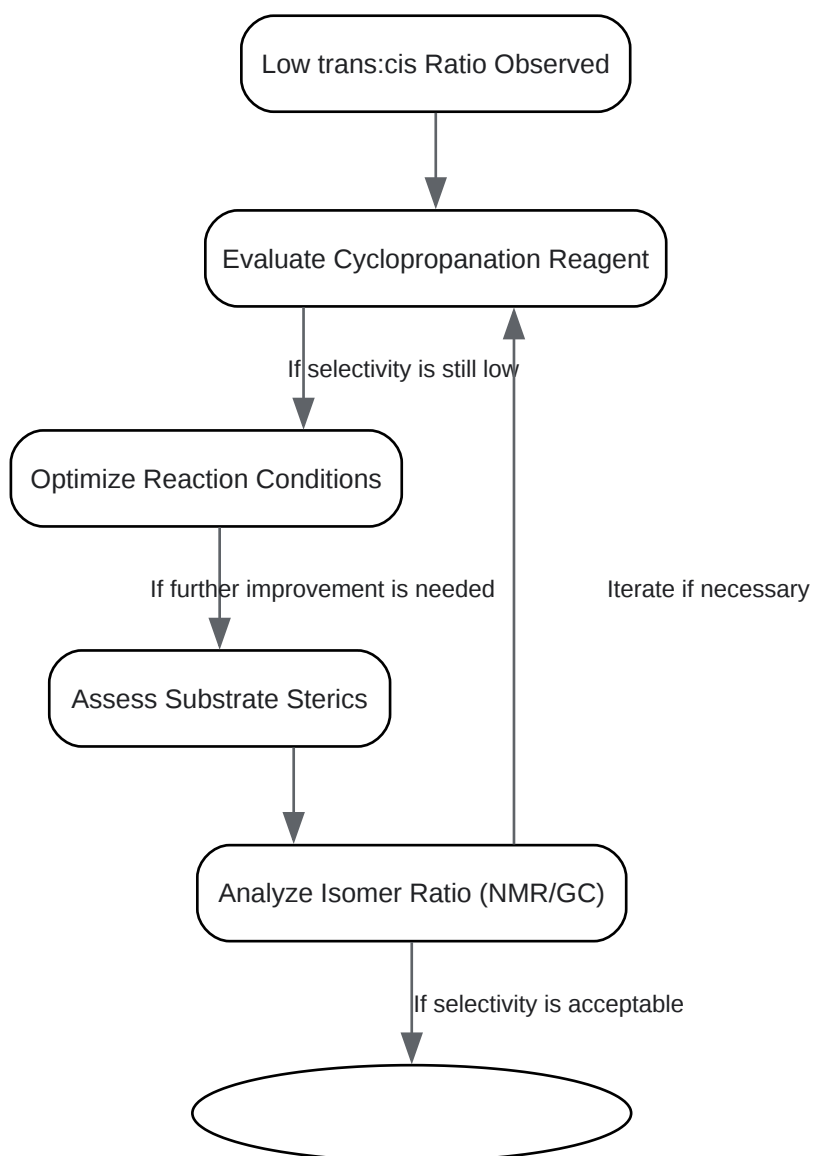 Low trans:cis Ratio Observed
Evaluate Cyclopropanation Reagent
If selectivity is still low
Optimize Reaction Conditions
If further improvement is needed
Iterate if necessary
Assess Substrate Sterics
Analyze Isomer Ratio (NMR/GC)
If selectivity is acceptable